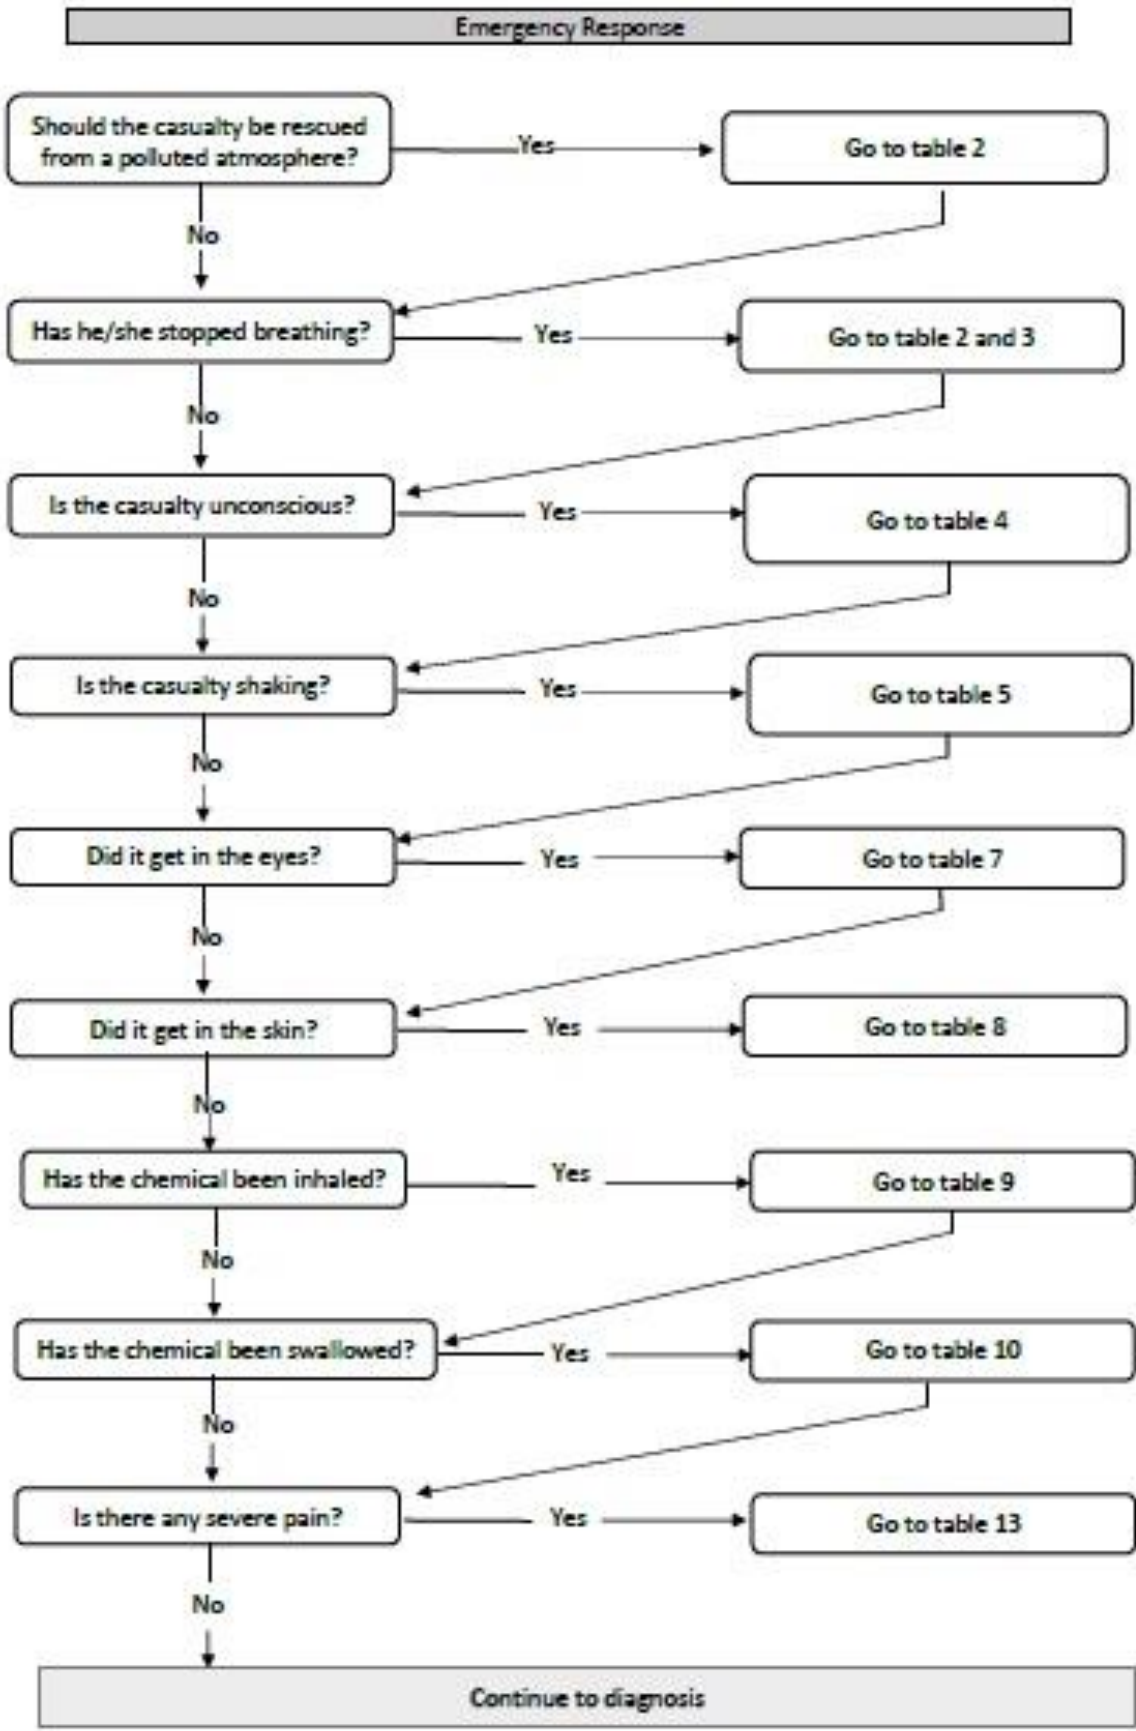 Emergency Response
Should the casualty be rescued
from a polluted atmosphere?
Yes
Go to table 2
No
Has he/she stopped breathing?
Yes
Go to table 2 and 3
No
Is the casualty unconscious?
Yes
Go to table 4
No
Is the casualty shaking?
Yes
Go to table 5
No
Did it get in the eyes?
Yes
Go to table 7
No
Did it get in the skin?
Yes
Go to table 8
No
Has the chemical been inhaled?
Yes
Go to table 9
No
Has the chemical been swallowed?
Yes
Go to table 10
No
Is there any severe pain?
Yes
Go to table 13
No
Continue to diagnosis